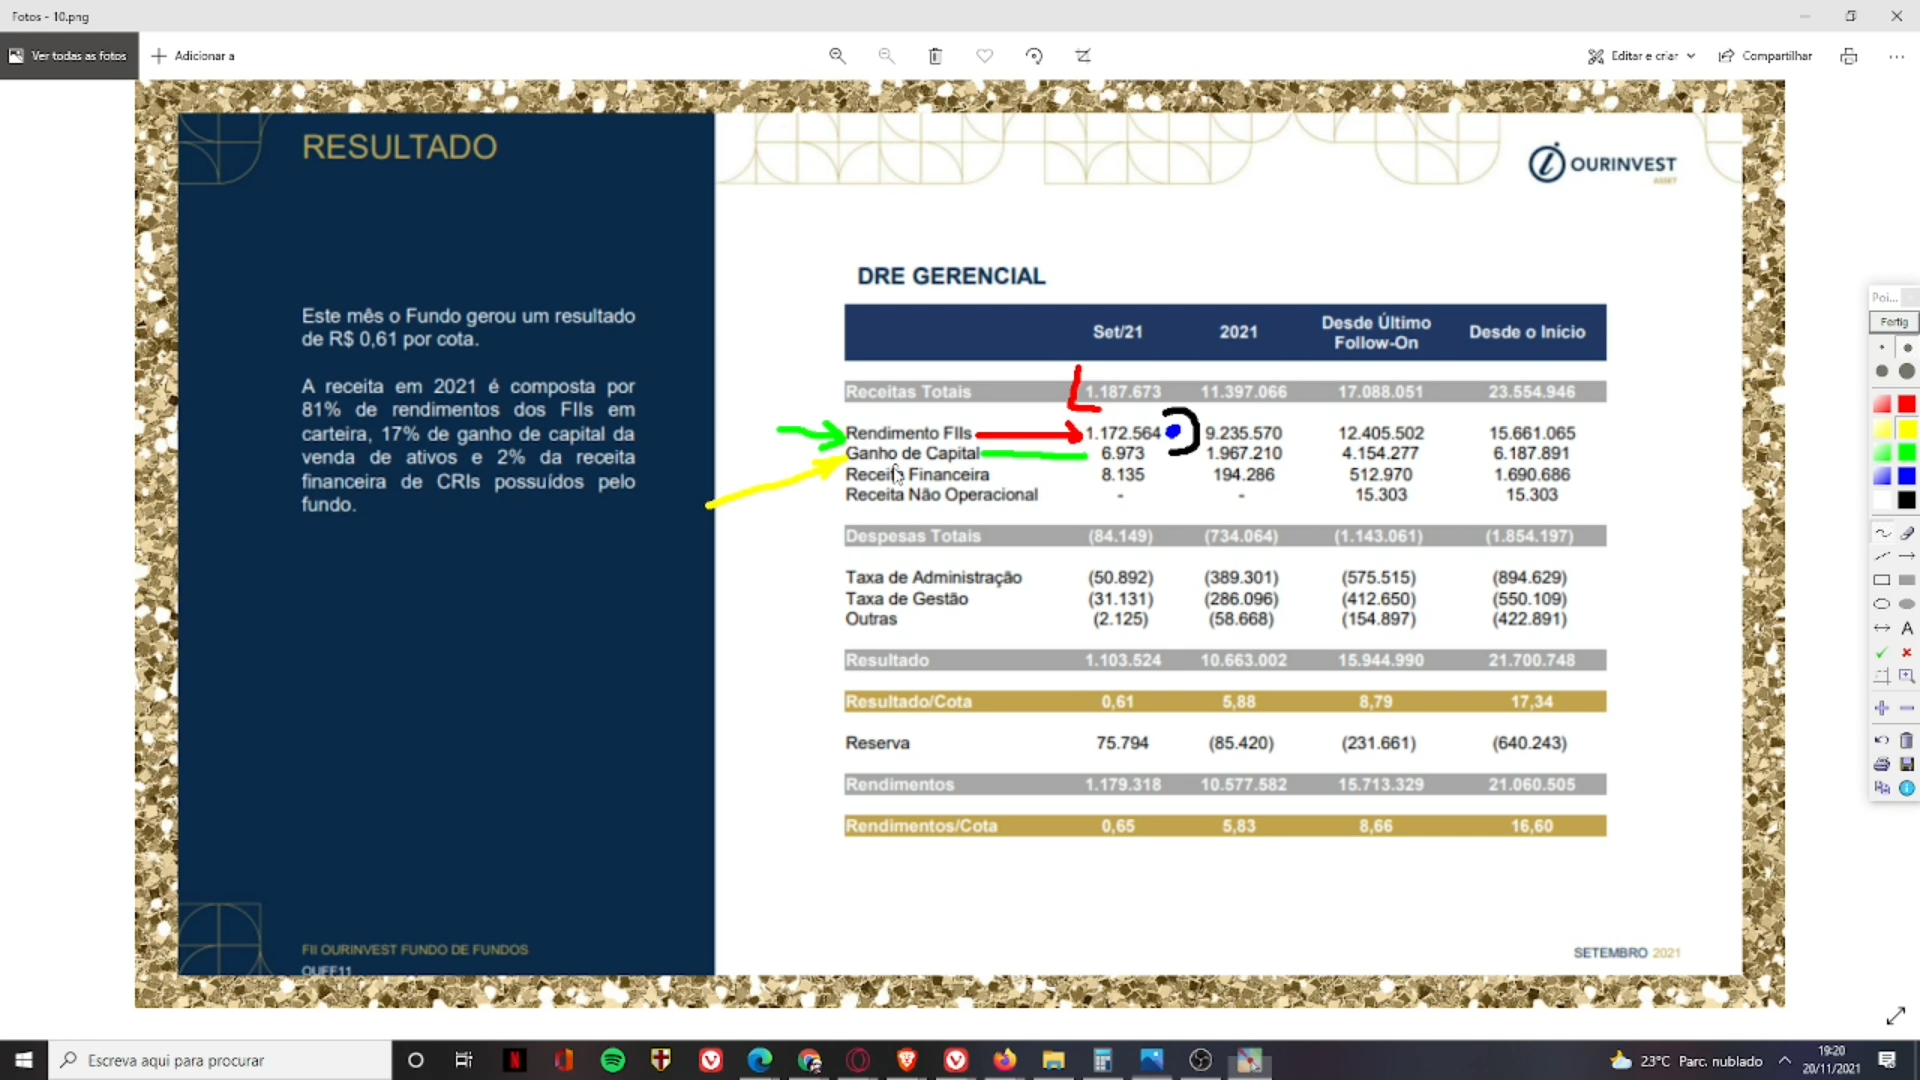 Fotos - 10.png
Ver todas as fotos
Adicionar a
Editar e criar
Compartilhar
RESULTADO
OURINVEST
ASSET
Este mês o Fundo gerou um resultado
de R$ 0,61 por cota.
A receita em 2021 é composta por
81% de rendimentos dos FIIs em
carteira, 17% de ganho de capital da
venda de ativos e 2% da receita
financeira de CRIs possuídos pelo
fundo.
DRE GERENCIAL
Set/21 2021 Desde Último Follow-On Desde o Início
Receitas Totais 1.187.673 11.397.066 17.088.051 23.554.946
Rendimento FIIs 1.172.564 9.235.570 12.405.502 15.661.065
Ganho de Capital 6.973 1.967.210 4.154.277 6.187.891
Receita Financeira 8.135 194.286 512.970 1.690.686
Receita Não Operacional - - 15.303 15.303
Despesas Totais (84.149) (734.064) (1.143.061) (1.854.197)
Taxa de Administração (50.892) (389.301) (575.515) (894.629)
Taxa de Gestão (31.131) (286.096) (412.650) (550.109)
Outras (2.125) (58.668) (154.897) (422.891)
Resultado 1.103.524 10.663.002 15.944.990 21.700.748
Resultado/Cota 0,61 5,88 8,79 17,34
Reserva 75.794 (85.420) (231.661) (640.243)
Rendimentos 1.179.318 10.577.582 15.713.329 21.060.505
Rendimentos/Cota 0,65 5,83 8,66 16,60
FII OURINVEST FUNDO DE FUNDOS
OUFF11
SETEMBRO 2021
Poi...
Fertig
A
Escreva aqui para procurar
23°C Parc. nublado
19:20
20/11/2021